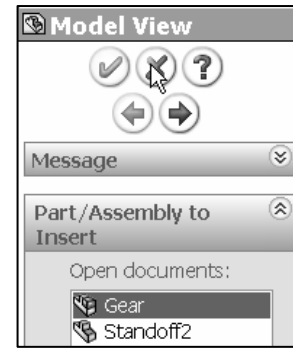 Model View
?
Message
Part/Assembly to
Insert
Open documents:
Gear
Standoff2